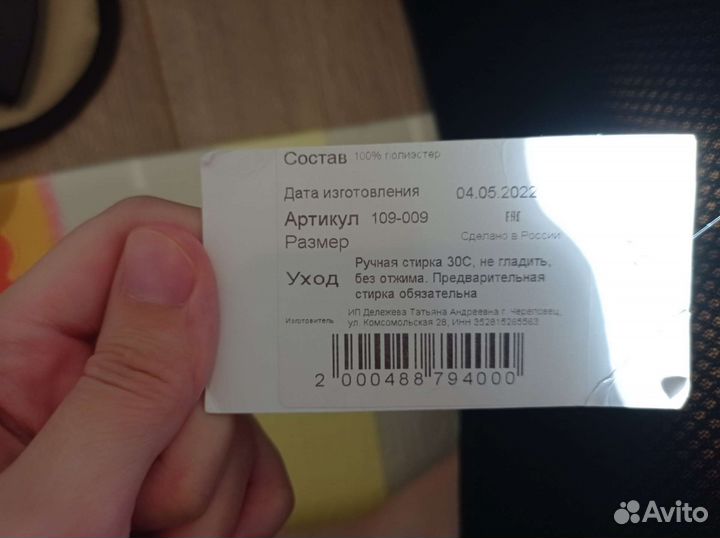 Состав 100% полиэстер
Дата изготовления 04.05.2022
Артикул 109-009 EAC
Размер Сделано в России
Уход Ручная стирка 30С, не гладить,
без отжима. Предварительная
стирка обязательна
Изготовитель ИП Дележева Татьяна Андреевна г. Череповец,
ул. Комсомольская 28, ИНН 352815265563
2 000488 794000
Avito